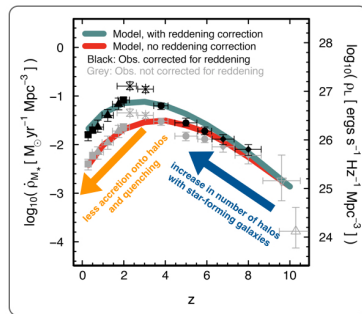 Model, with reddening correction
Model, no reddening correction
Black: Obs. corrected for reddening
Grey: Obs. not corrected for reddening
0
-1
-2
-3
-4
log10( ρ̇M* [ M⊙ yr⁻¹ Mpc⁻³ ]
28
27
26
25
24
log10( ρL [ ergs s⁻¹ Hz⁻¹ Mpc⁻³ ]
less accretion onto halos
and quenching
increase in number of halos
with star-forming galaxies
0 2 4 6 8 10
z